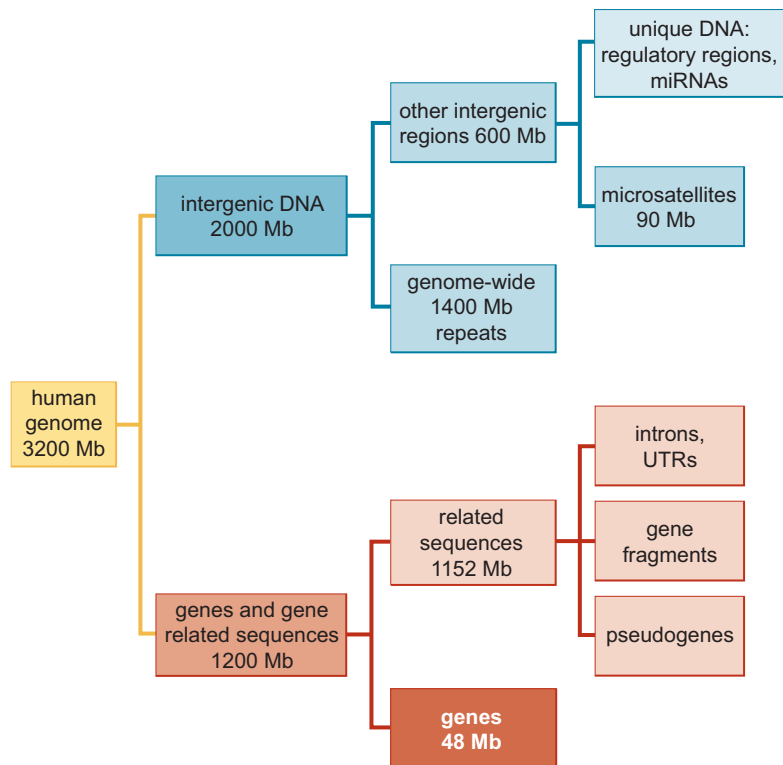 unique DNA:
regulatory regions,
miRNAs
other intergenic
regions 600 Mb
microsatellites
90 Mb
intergenic DNA
2000 Mb
genome-wide
1400 Mb
repeats
human
genome
3200 Mb
introns,
UTRs
related
sequences
1152 Mb
gene
fragments
genes and gene
related sequences
1200 Mb
pseudogenes
genes
48 Mb